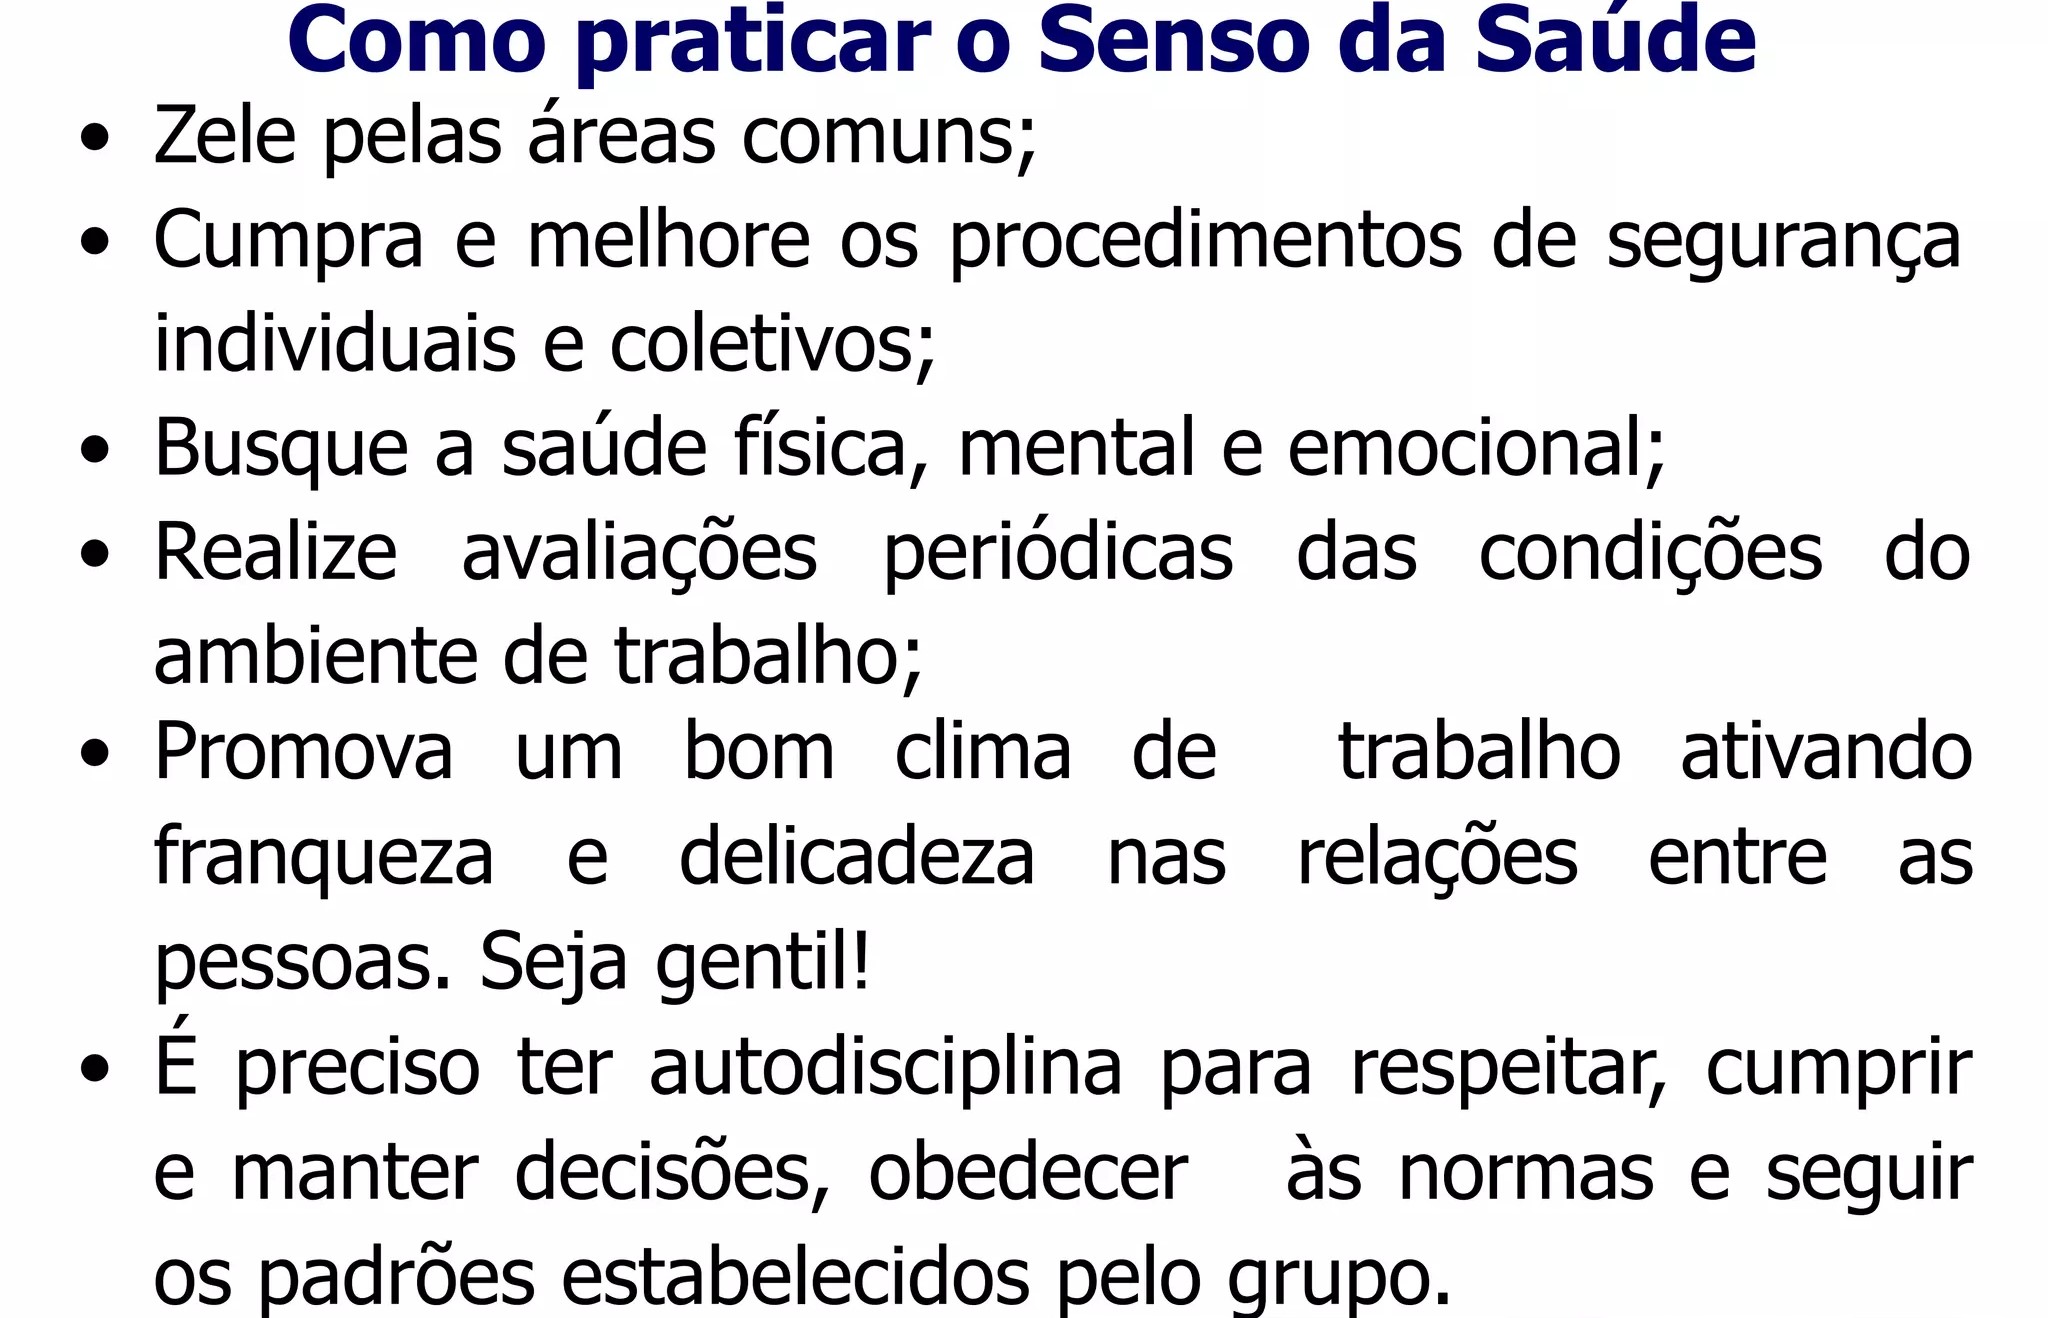 Como praticar o Senso da Saúde
• Zele pelas áreas comuns;
• Cumpra e melhore os procedimentos de segurança
individuais e coletivos;
• Busque a saúde física, mental e emocional;
• Realize avaliações periódicas das condições do
ambiente de trabalho;
• Promova um bom clima de trabalho ativando
franqueza e delicadeza nas relações entre as
pessoas. Seja gentil!
• É preciso ter autodisciplina para respeitar, cumprir
e manter decisões, obedecer às normas e seguir
os padrões estabelecidos pelo grupo.